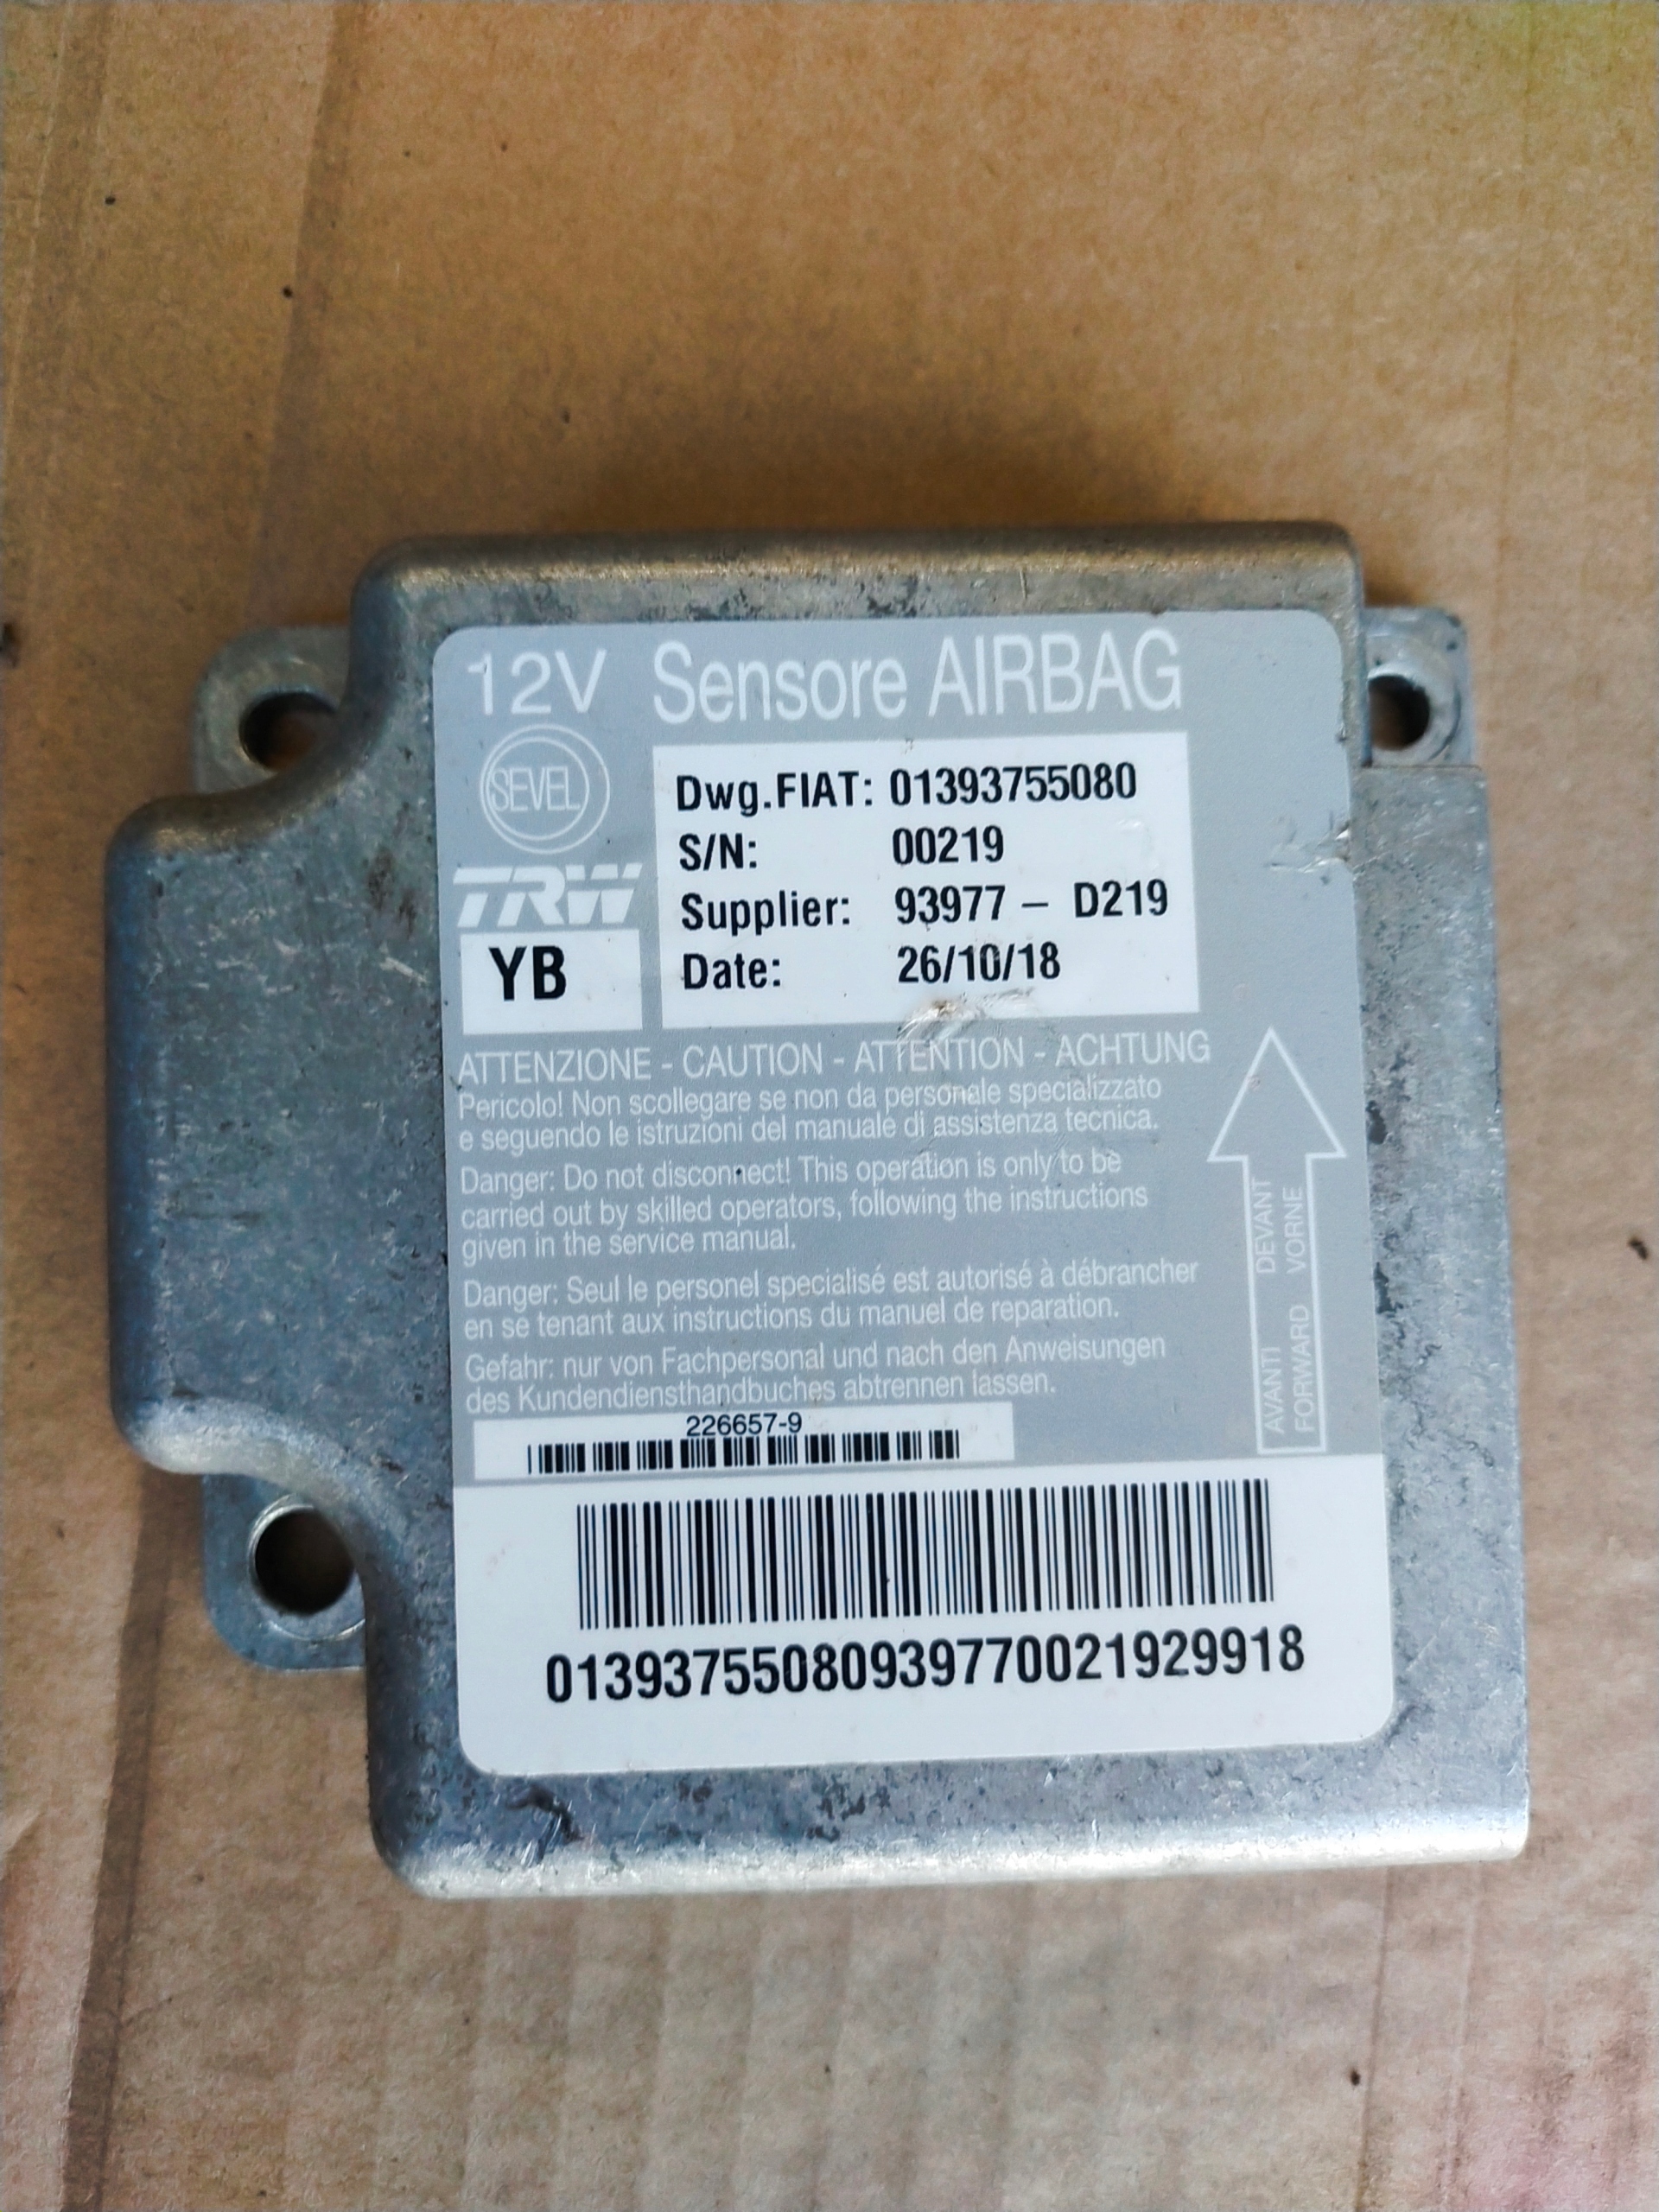 12V Sensore AIRBAG
SEVEL
TRW
YB
Dwg.FIAT: 01393755080
S/N: 00219
Supplier: 93977 - D219
Date: 26/10/18
ATTENZIONE - CAUTION - ATTENTION - ACHTUNG
Pericolo! Non scollegare se non da personale specializzato
e seguendo le istruzioni del manuale di assistenza tecnica.
Danger: Do not disconnect! This operation is only to be
carried out by skilled operators, following the instructions
given in the service manual.
Danger: Seul le personel specialisé est autorisé à débrancher
en se tenant aux instructions du manuel de reparation.
Gefahr: nur von Fachpersonal und nach den Anweisungen
des Kundendiensthandbuches abtrennen lassen.
AVANTI DEVANT
FORWARD VORNE
226657-9
01393755080939770021929918